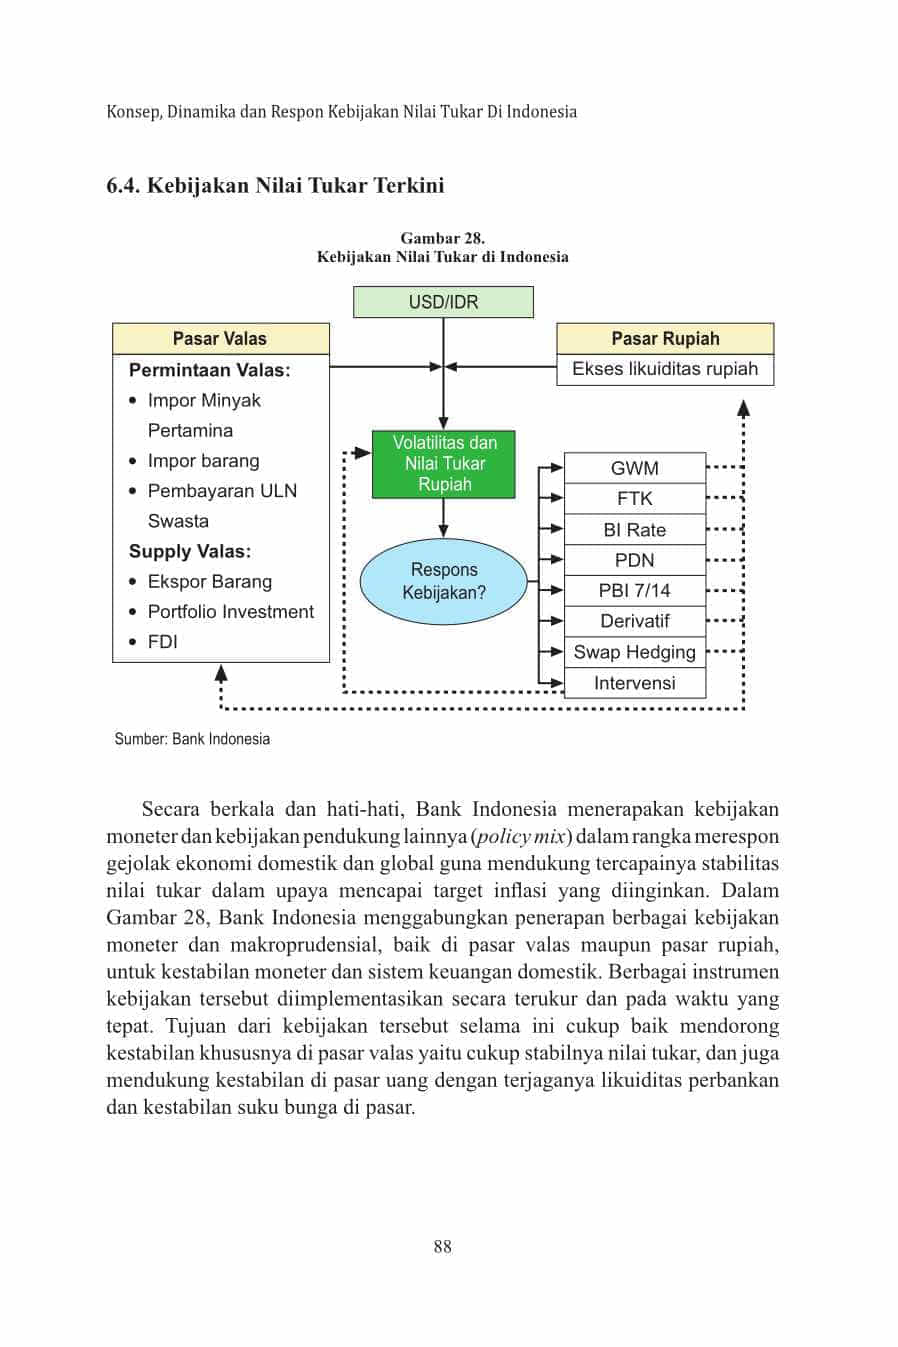 Konsep, Dinamika dan Respon Kebijakan Nilai Tukar Di Indonesia
6.4. Kebijakan Nilai Tukar Terkini
Gambar 28.
Kebijakan Nilai Tukar di Indonesia
USD/IDR
Pasar Valas
Permintaan Valas:
• Impor Minyak
Pertamina
• Impor barang
• Pembayaran ULN
Swasta
Supply Valas:
• Ekspor Barang
• Portfolio Investment
• FDI
Pasar Rupiah
Ekses likuiditas rupiah
Volatilitas dan
Nilai Tukar
Rupiah
Respons
Kebijakan?
GWM
FTK
BI Rate
PDN
PBI 7/14
Derivatif
Swap Hedging
Intervensi
Sumber: Bank Indonesia
Secara berkala dan hati-hati, Bank Indonesia menerapakan kebijakan
moneter dan kebijakan pendukung lainnya (policy mix) dalam rangka merespon
gejolak ekonomi domestik dan global guna mendukung tercapainya stabilitas
nilai tukar dalam upaya mencapai target inflasi yang diinginkan. Dalam
Gambar 28, Bank Indonesia menggabungkan penerapan berbagai kebijakan
moneter dan makroprudensial, baik di pasar valas maupun pasar rupiah,
untuk kestabilan moneter dan sistem keuangan domestik. Berbagai instrumen
kebijakan tersebut diimplementasikan secara terukur dan pada waktu yang
tepat. Tujuan dari kebijakan tersebut selama ini cukup baik mendorong
kestabilan khususnya di pasar valas yaitu cukup stabilnya nilai tukar, dan juga
mendukung kestabilan di pasar uang dengan terjaganya likuiditas perbankan
dan kestabilan suku bunga di pasar.
88